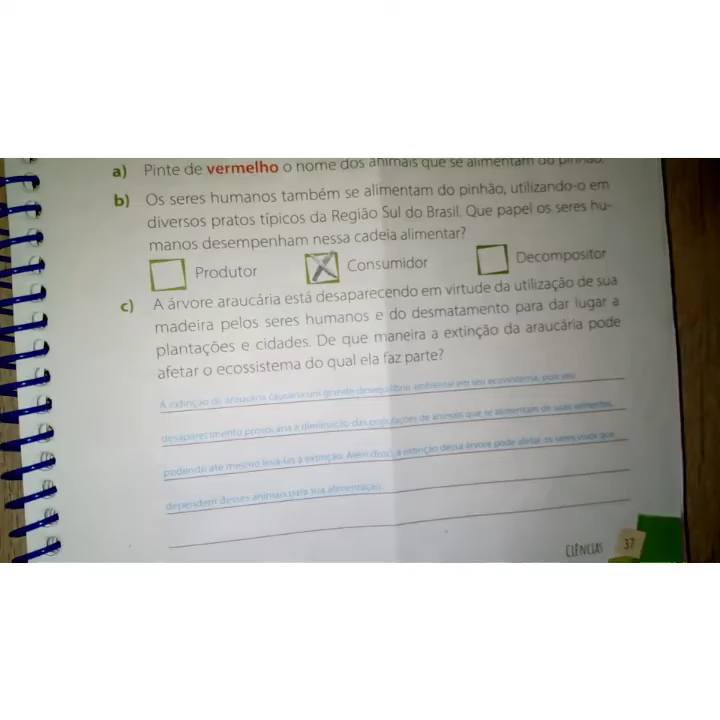 a) Pinte de vermelho o nome dos animais que se alimentam do pinhão.
b) Os seres humanos também se alimentam do pinhão, utilizando-o em
diversos pratos típicos da Região Sul do Brasil. Que papel os seres hu-
manos desempenham nessa cadeia alimentar?
Produtor Consumidor Decompositor
c) A árvore araucária está desaparecendo em virtude da utilização de sua
madeira pelos seres humanos e do desmatamento para dar lugar a
plantações e cidades. De que maneira a extinção da araucária pode
afetar o ecossistema do qual ela faz parte?
A extinção da araucária causaria um grande desequilíbrio ambiental em seu ecossistema, pois seu
desaparecimento provocaria a diminuição das populações de animais que se alimentam de suas sementes,
podendo até mesmo levá-las à extinção. Além disso, a extinção dessa árvore pode afetar os seres vivos que
dependem desses animais para sua alimentação.
CIÊNCIAS 37